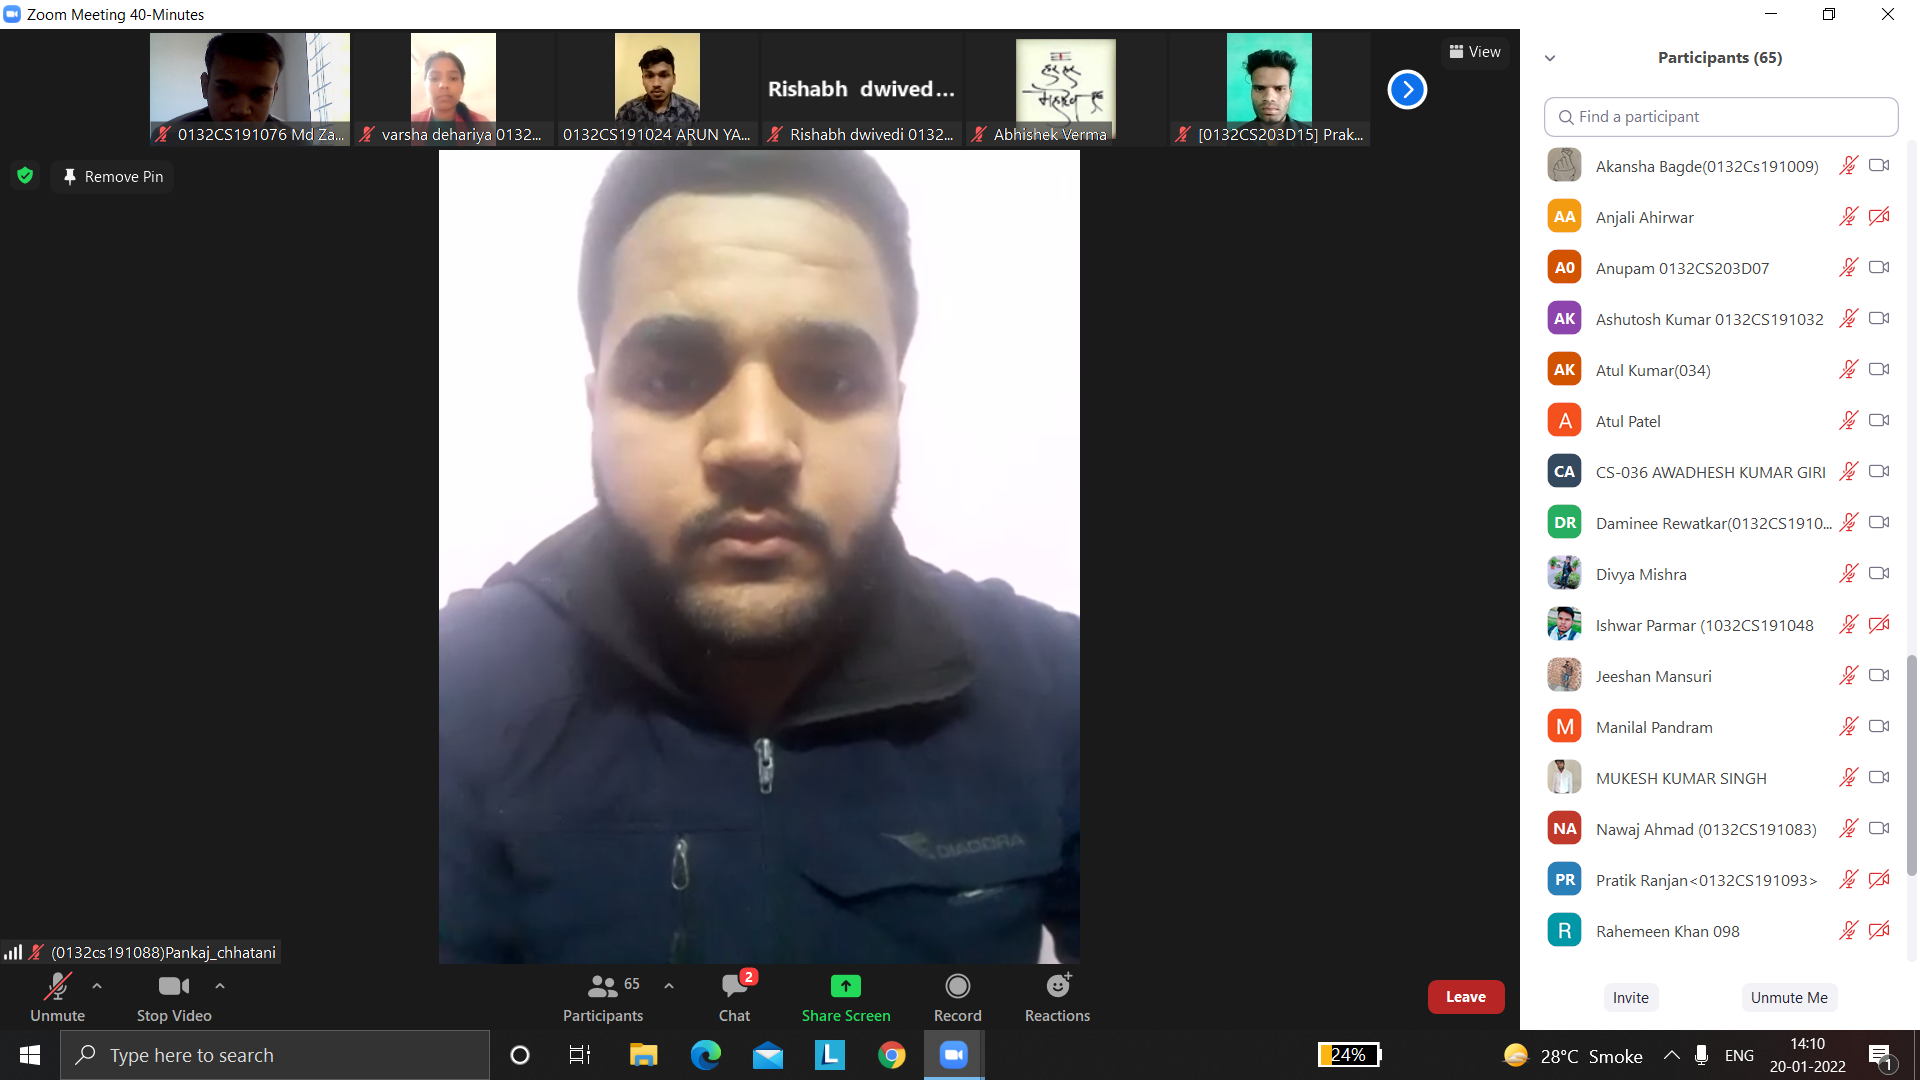 Zoom Meeting 40-Minutes
0132CS191076 Md Za...
varsha dehariya 0132...
0132CS191024 ARUN YA...
Rishabh dwived...
Rishabh dwivedi 0132...
Abhishek Verma
[0132CS203D15] Prak...
View
Remove Pin
DIADORA
(0132cs191088)Pankaj_chhatani
Participants (65)
Find a participant
Akansha Bagde(0132Cs191009)
AA Anjali Ahirwar
A0 Anupam 0132CS203D07
AK Ashutosh Kumar 0132CS191032
AK Atul Kumar(034)
A Atul Patel
CA CS-036 AWADHESH KUMAR GIRI
DR Daminee Rewatkar(0132CS1910...
Divya Mishra
Ishwar Parmar (1032CS191048
Jeeshan Mansuri
M Manilal Pandram
MUKESH KUMAR SINGH
NA Nawaj Ahmad (0132CS191083)
PR Pratik Ranjan<0132CS191093>
R Rahemeen Khan 098
Invite
Unmute Me
Unmute
Stop Video
65
Participants
2
Chat
Share Screen
Record
Reactions
Leave
Type here to search
L
24%
28°C Smoke
ENG
14:10
20-01-2022
1